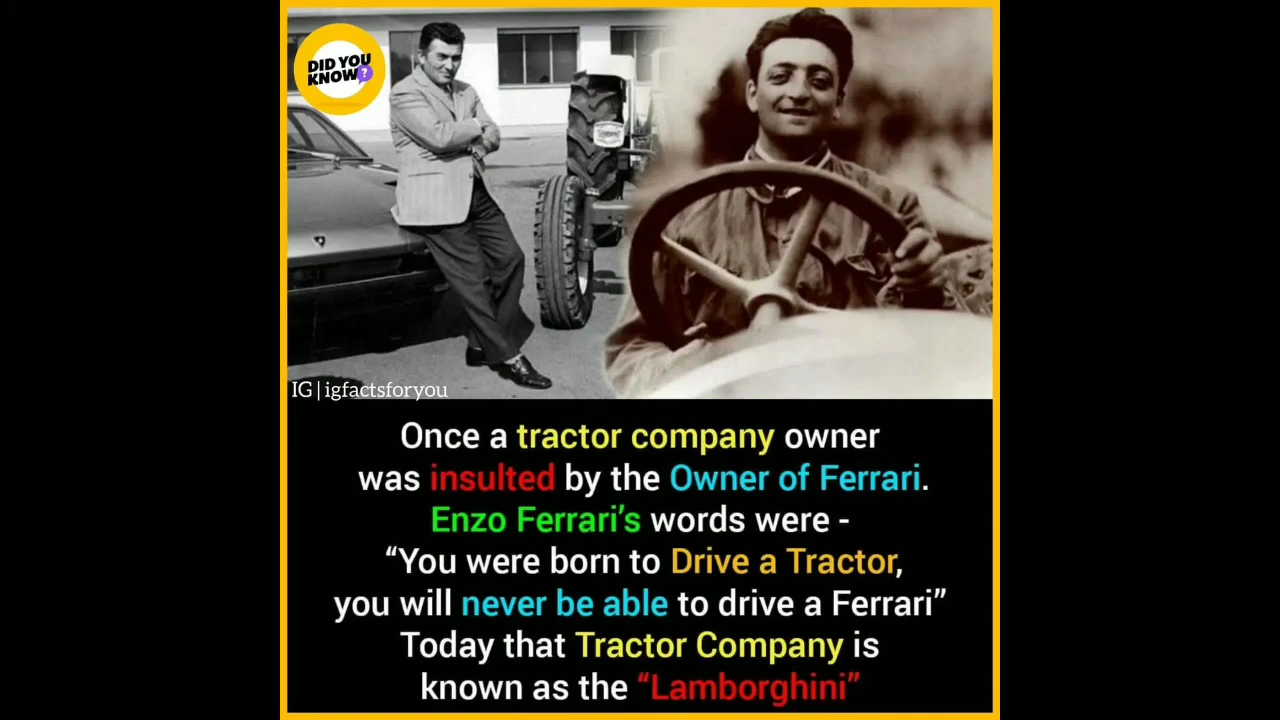 DID YOU
KNOW?
IG|igfactsforyou
Once a tractor company owner
was insulted by the Owner of Ferrari.
Enzo Ferrari's words were -
“You were born to Drive a Tractor,
you will never be able to drive a Ferrari”
Today that Tractor Company is
known as the “Lamborghini”